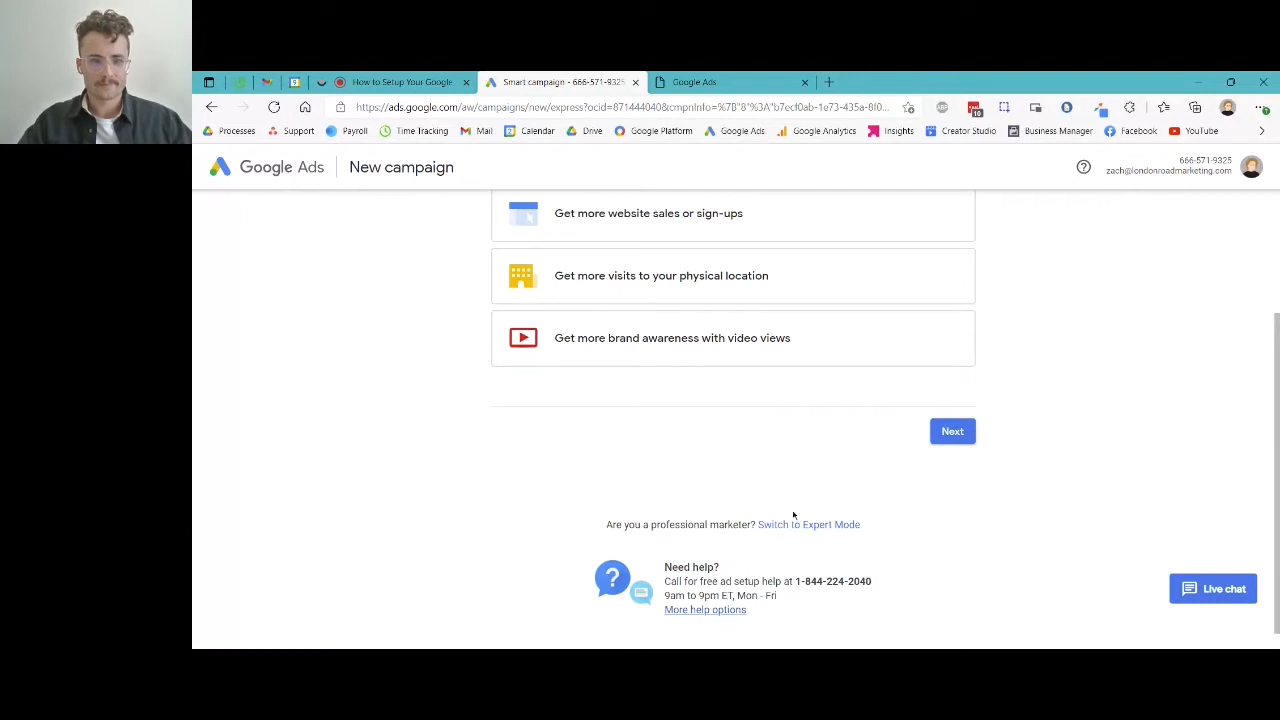 How to Setup Your Google
Smart campaign - 666-571-9325
Google Ads
Processes
Support
Payroll
Time Tracking
Mail
Calendar
Drive
Google Platform
Google Ads
Google Analytics
Insights
Creator Studio
Business Manager
Facebook
YouTube
Google Ads
New campaign
666-571-9325
zach@londonroadmarketing.com
Get more website sales or sign-ups
Get more visits to your physical location
Get more brand awareness with video views
Next
Are you a professional marketer? Switch to Expert Mode
Need help?
Call for free ad setup help at 1-844-224-2040
9am to 9pm ET, Mon - Fri
More help options
Live chat